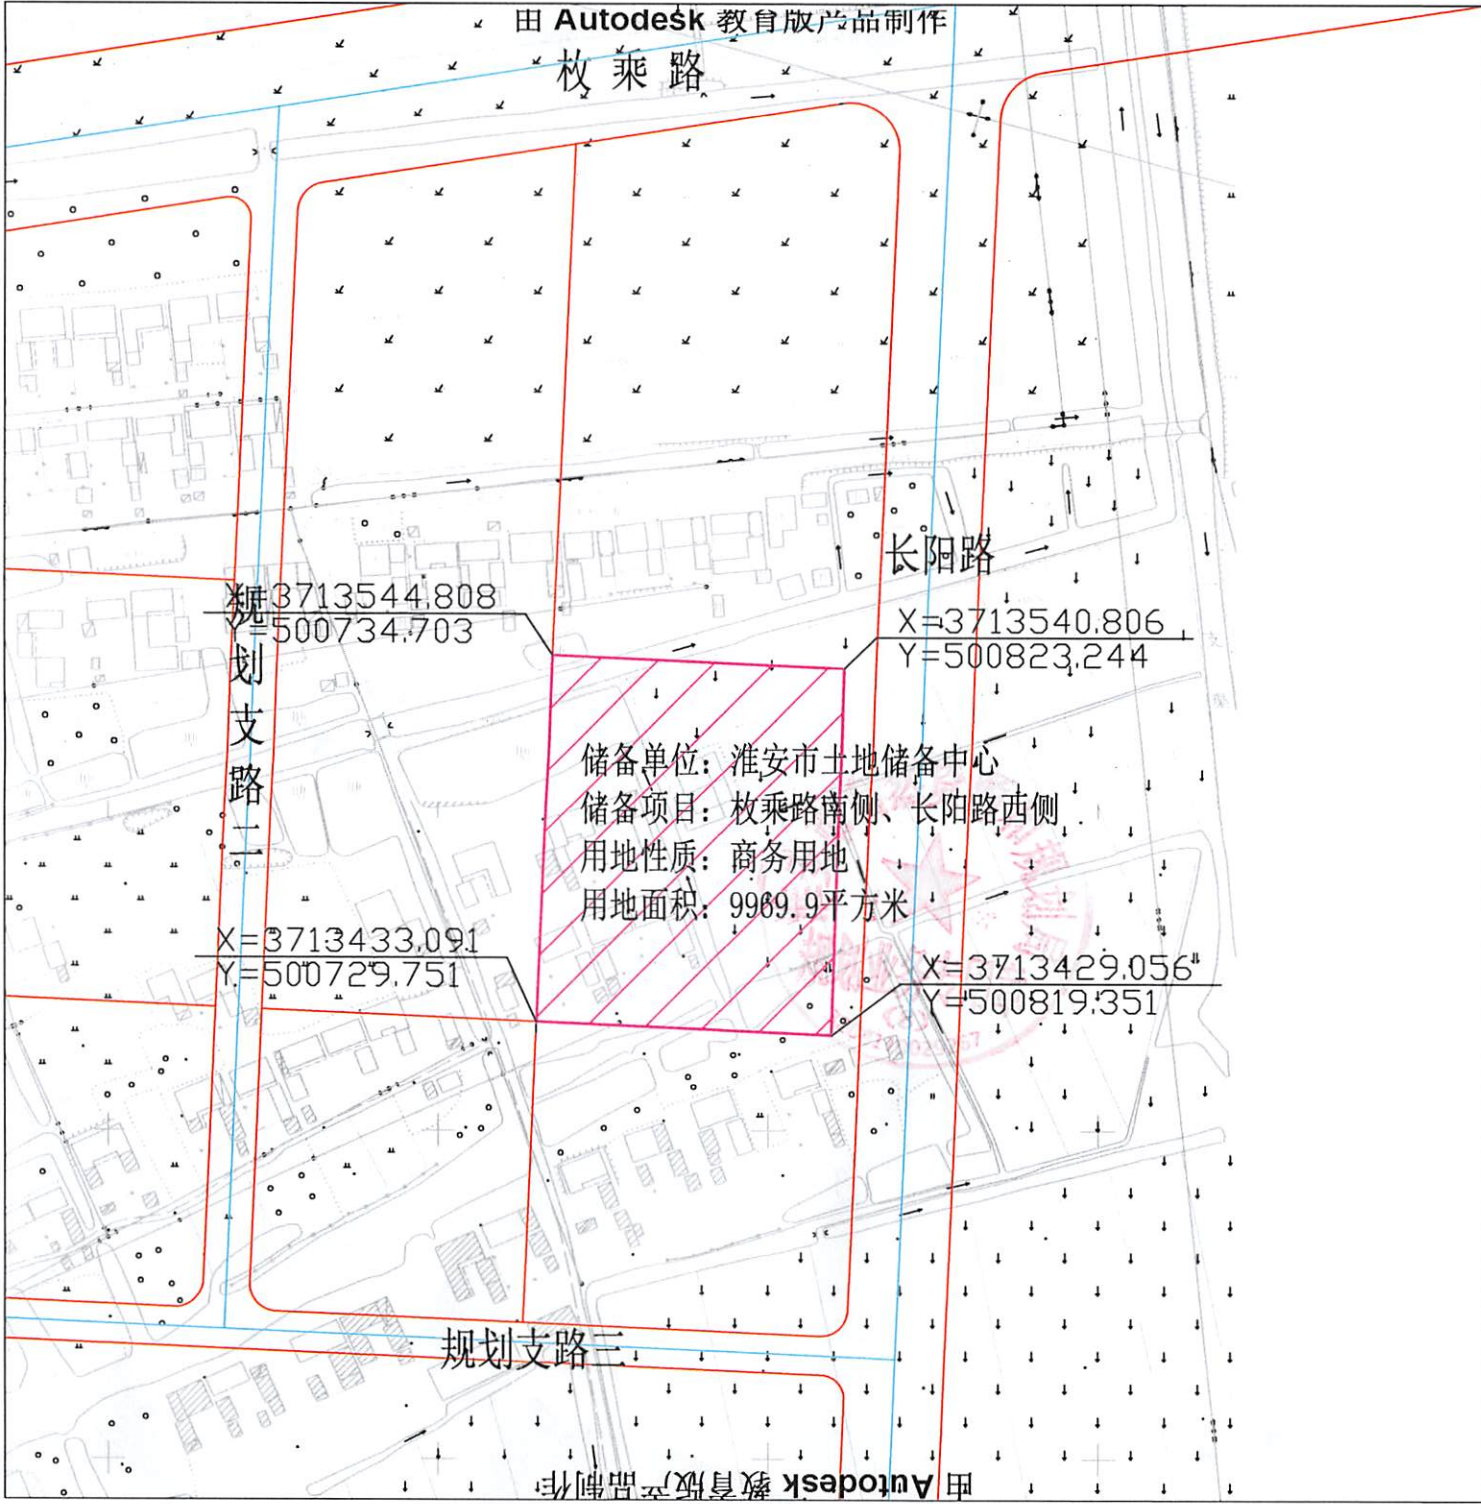 由 Autodesk 教育版产品制作
枚乘路
长阳路
X=3713544.808
Y=500734.703
X=3713540.806
Y=500823.244
规划支路二
储备单位：淮安市土地储备中心
储备项目：枚乘路南侧、长阳路西侧
用地性质：商务用地
用地面积：9969.9平方米
X=3713433.091
Y=500729.751
X=3713429.056
Y=500819.351
规划支路三
由 Autodesk 教育版产品制作